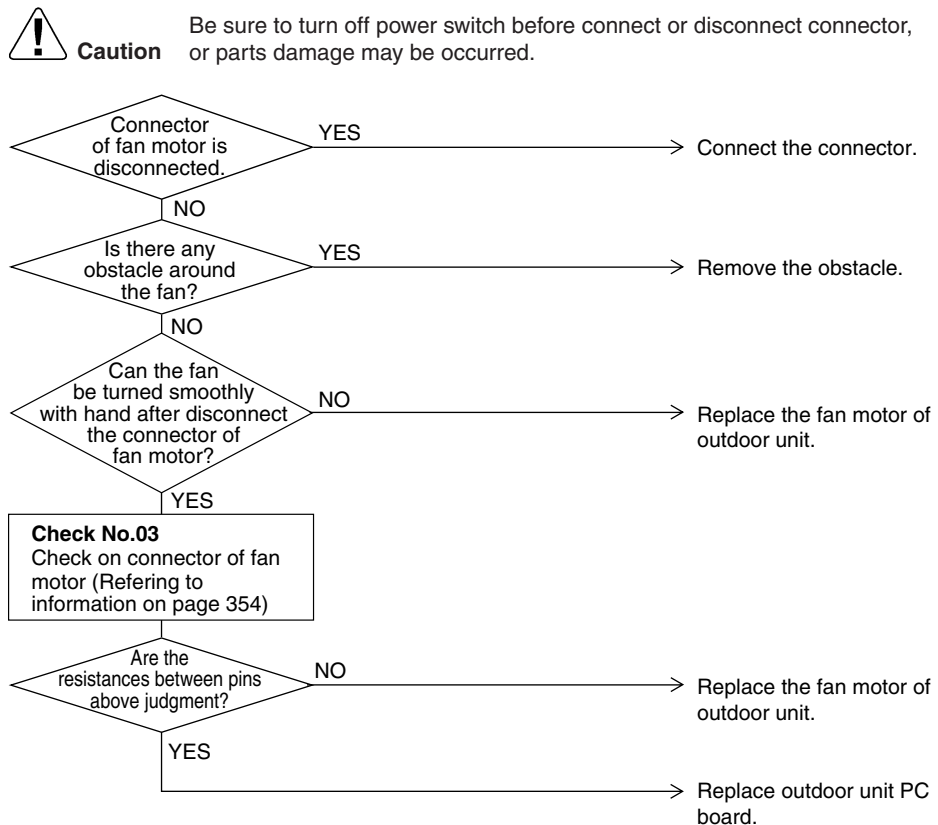 Be sure to turn off power switch before connect or disconnect connector,
Caution or parts damage may be occurred.
Connector
of fan motor is
disconnected.
YES
Connect the connector.
NO
Is there any
obstacle around
the fan?
YES
Remove the obstacle.
NO
Can the fan
be turned smoothly
with hand after disconnect
the connector of
fan motor?
NO
Replace the fan motor of
outdoor unit.
YES
Check No.03
Check on connector of fan
motor (Refering to
information on page 354)
Are the
resistances between pins
above judgment?
NO
Replace the fan motor of
outdoor unit.
YES
Replace outdoor unit PC
board.